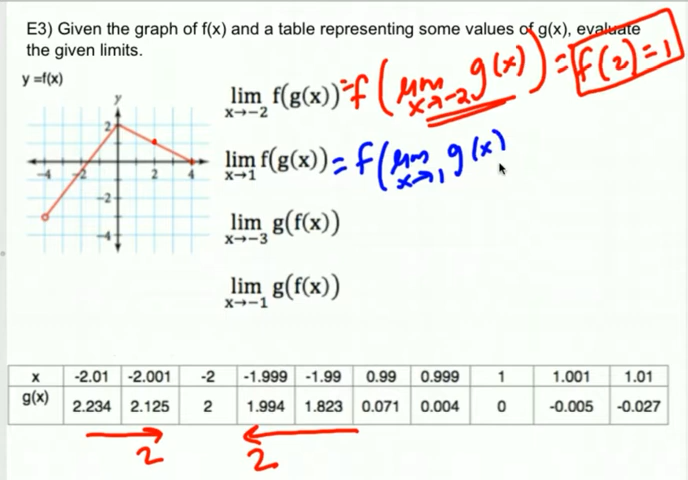 E3) Given the graph of f(x) and a table representing some values of g(x), evaluate
the given limits.
y =f(x)
y
2
-4 -2 2 4
-2
-4
lim x→-2 f(g(x)) = f(lim x→-2 g(x)) = f(2) = 1
lim x→1 f(g(x)) = f(lim x→1 g(x)
lim x→-3 g(f(x))
lim x→-1 g(f(x))
x -2.01 -2.001 -2 -1.999 -1.99 0.99 0.999 1 1.001 1.01
g(x) 2.234 2.125 2 1.994 1.823 0.071 0.004 0 -0.005 -0.027
2 2